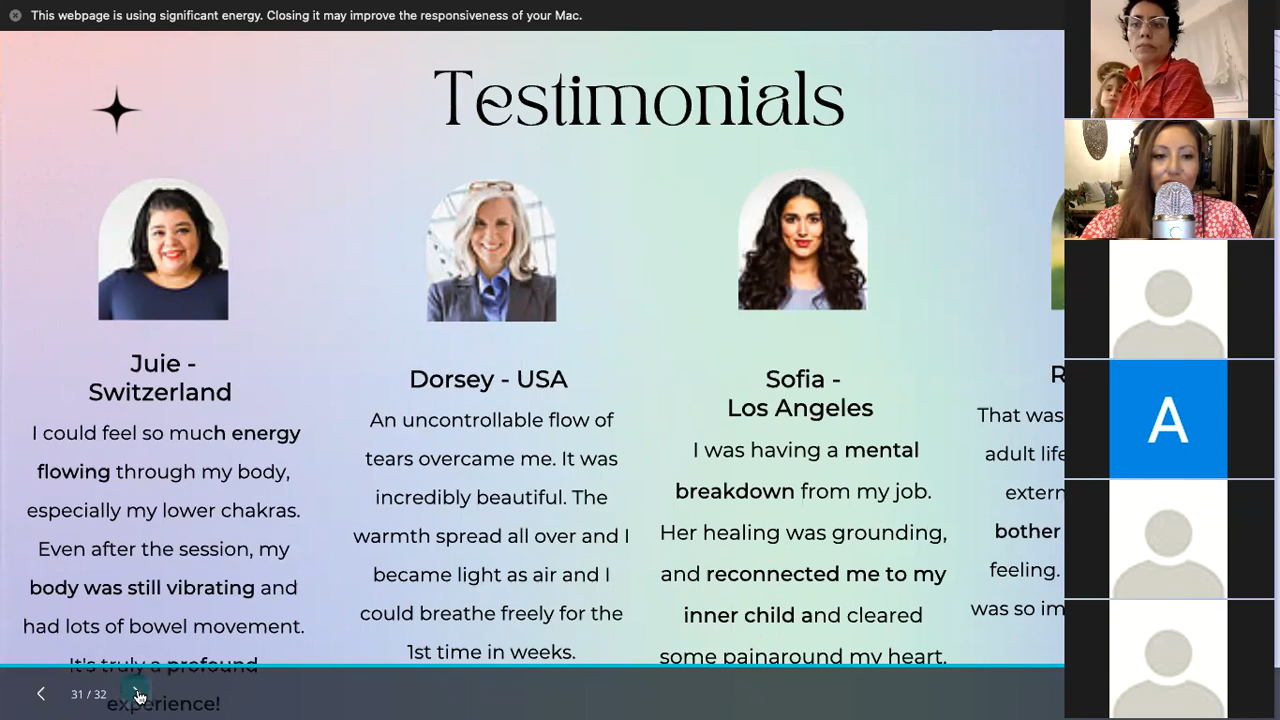 This webpage is using significant energy. Closing it may improve the responsiveness of your Mac.
Testimonials
Juie -
Switzerland
I could feel so much energy
flowing through my body,
especially my lower chakras.
Even after the session, my
body was still vibrating and
had lots of bowel movement.
It's truly a profound
experience!
Dorsey - USA
An uncontrollable flow of
tears overcame me. It was
incredibly beautiful. The
warmth spread all over and I
became light as air and I
could breathe freely for the
1st time in weeks.
Sofia -
Los Angeles
I was having a mental
breakdown from my job.
Her healing was grounding,
and reconnected me to my
inner child and cleared
some painaround my heart.
R
That was
adult life
extern
bother
feeling.
was so im
A
31 / 32